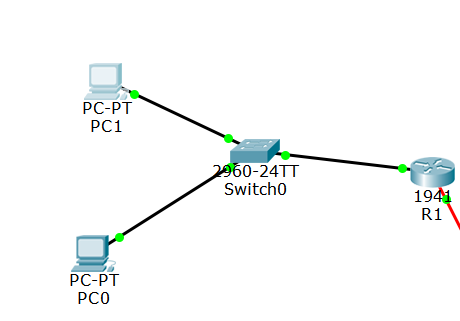 PC-PT
PC1
2960-24TT
Switch0
1941
R1
PC-PT
PC0